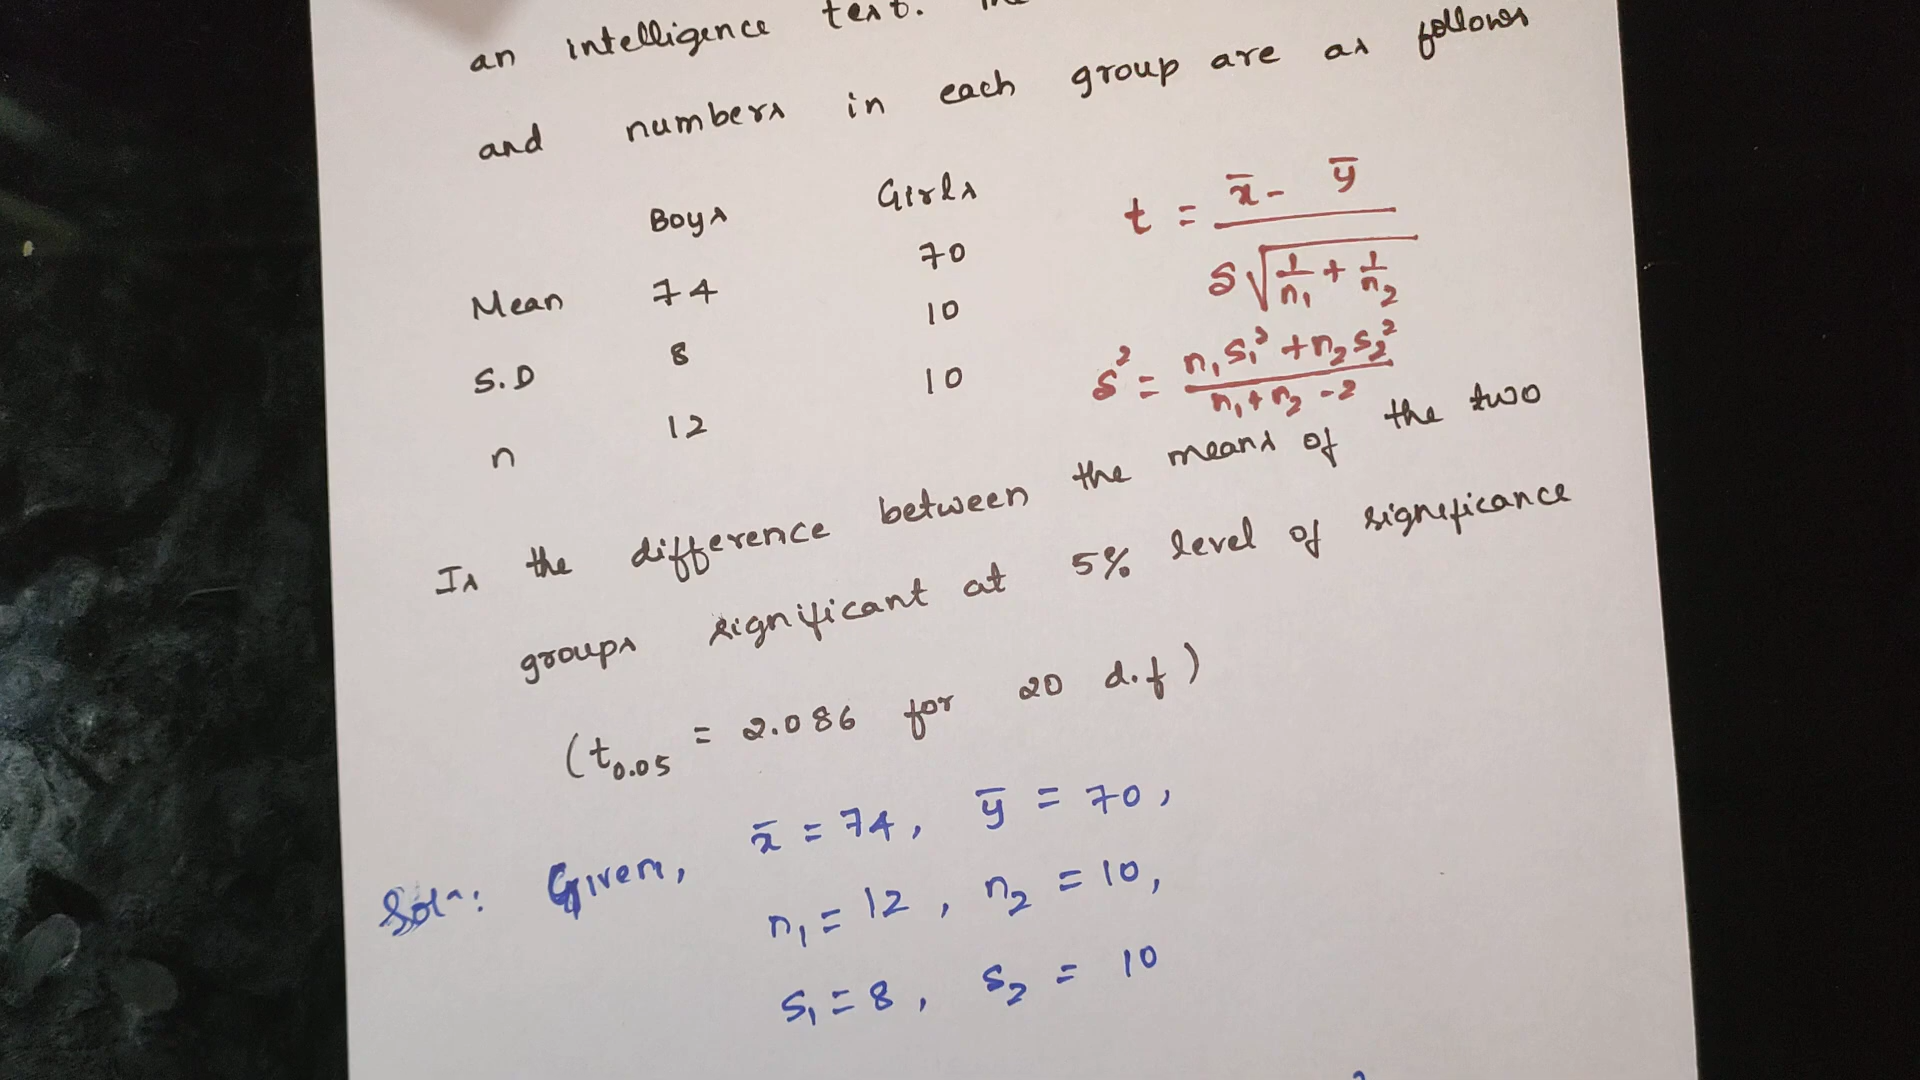 an intelligence test.
and numbers in each group are as follows
Boys Girls
Mean 74 70
S.D 8 10
n 12 10
t = x̄ - ȳ / S√(1/n₁ + 1/n₂)
S² = n₁S₁² + n₂S₂² / n₁ + n₂ - 2
Is the difference between the means of the two
groups significant at 5% level of significance
(t₀.₀₅ = 2.086 for 20 d.f)
Soln: Given, x̄ = 74, ȳ = 70,
n₁ = 12, n₂ = 10,
S₁ = 8, S₂ = 10